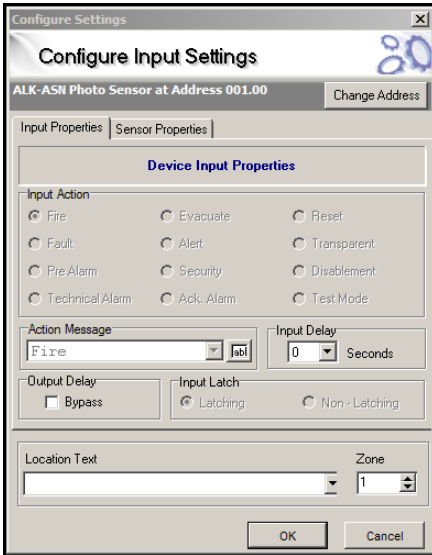 Configure Settings
Configure Input Settings
ALK-ASN Photo Sensor at Address 001.00
Change Address
Input Properties Sensor Properties
Device Input Properties
Input Action
Fire Evacuate Reset
Fault Alert Transparent
Pre Alarm Security Disablement
Technical Alarm Ack. Alarm Test Mode
Action Message Input Delay
Fire abl 0 Seconds
Output Delay Input Latch
Bypass Latching Non - Latching
Location Text Zone
1
OK Cancel